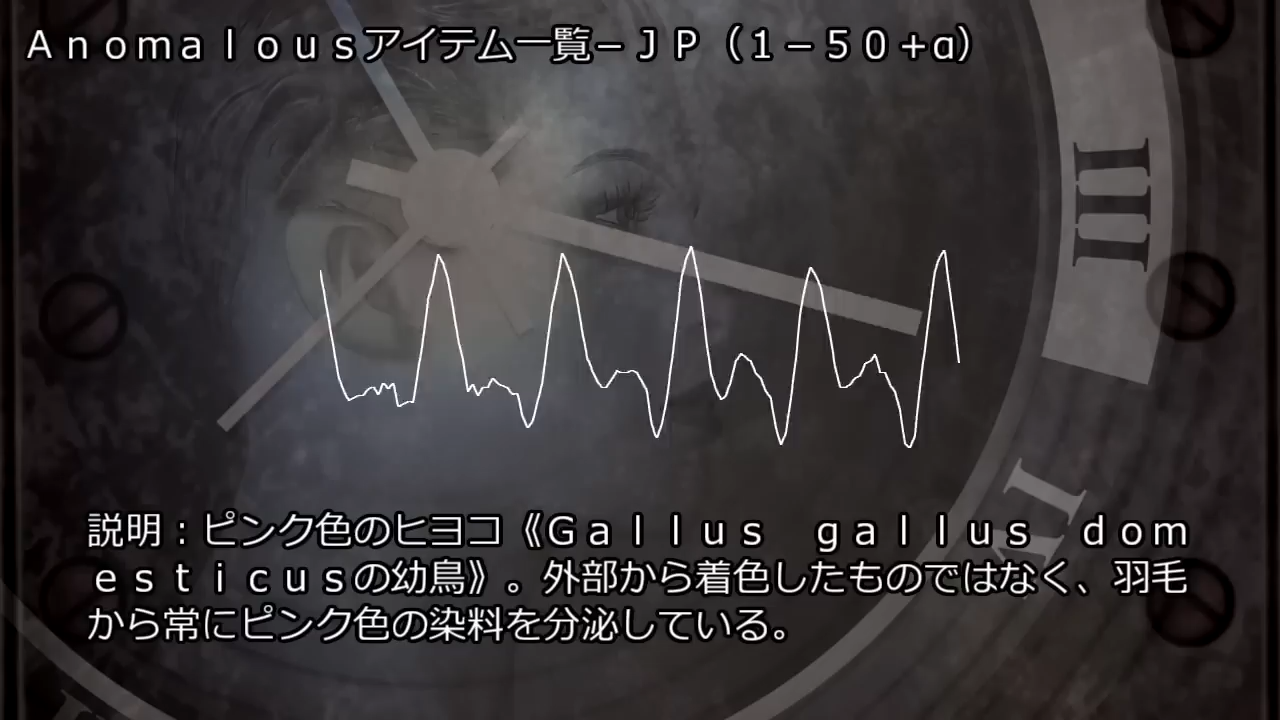 Ａｎｏｍａｌｏｕｓアイテム一覧－ＪＰ（１－５０＋α）
III
IV
説明：ピンク色のヒヨコ《Ｇａｌｌｕｓ　ｇａｌｌｕｓ　ｄｏｍ
ｅｓｔｉｃｕｓの幼鳥》。外部から着色したものではなく、羽毛
から常にピンク色の染料を分泌している。